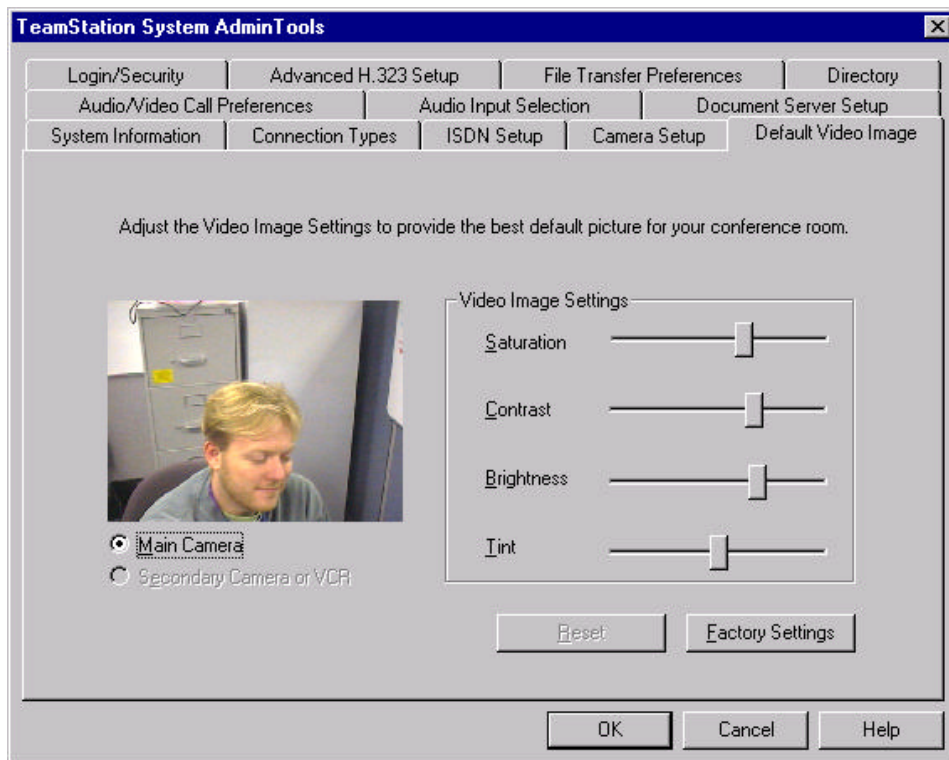 TeamStation System AdminTools
Login/Security Advanced H.323 Setup File Transfer Preferences Directory
Audio/Video Call Preferences Audio Input Selection Document Server Setup
System Information Connection Types ISDN Setup Camera Setup Default Video Image
Adjust the Video Image Settings to provide the best default picture for your conference room.
Video Image Settings
Saturation
Contrast
Brightness
Tint
Main Camera
Secondary Camera or VCR
Reset Factory Settings
OK Cancel Help